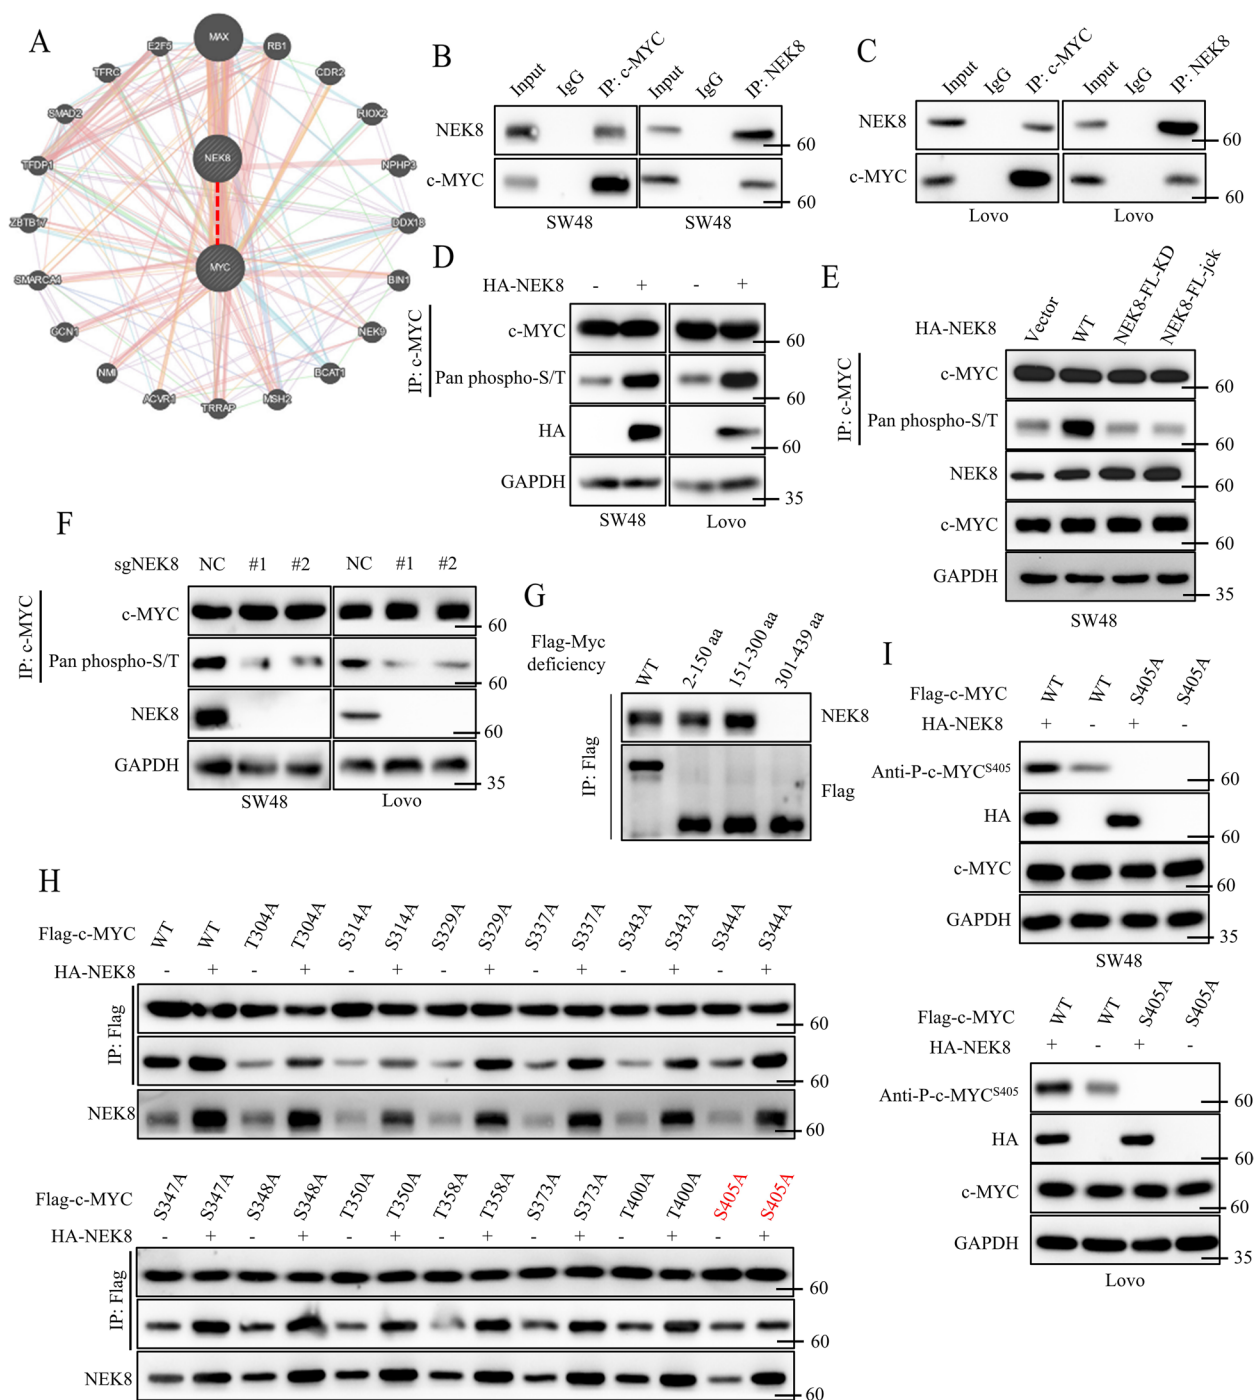 A
MAX
E2F5
RB1
TFRC
CDR2
SMAD2
RIOX2
NEK8
TFDP1
NPHP3
ZBTB17
DDX18
MYC
SMARCA4
BIN1
GCN1
NEK9
NMI
BCAT1
ACVR1
MSH2
TRRAP
B
Input IgG IP: c-MYC Input IgG IP: NEK8
NEK8
60
c-MYC
60
SW48 SW48
C
Input IgG IP: c-MYC Input IgG IP: NEK8
NEK8
60
c-MYC
60
Lovo Lovo
D
HA-NEK8 - + - +
IP: c-MYC
c-MYC
60
Pan phospho-S/T
60
HA
60
GAPDH
35
SW48 Lovo
E
HA-NEK8 Vector WT NEK8-FL-KD NEK8-FL-jck
IP: c-MYC
c-MYC
60
Pan phospho-S/T
60
NEK8
60
c-MYC
60
GAPDH
35
SW48
F
sgNEK8 NC #1 #2 NC #1 #2
IP: c-MYC
c-MYC
60
Pan phospho-S/T
60
NEK8
60
GAPDH
35
SW48 Lovo
G
Flag-Myc
deficiency
WT 2-150 aa 151-300 aa 301-439 aa
IP: Flag
NEK8
Flag
H
Flag-c-MYC WT WT T304A T304A S314A S314A S329A S329A S337A S337A S343A S343A S344A S344A
HA-NEK8 - + - + - + - + - + - + - +
IP: Flag
60
60
NEK8
60
Flag-c-MYC S347A S347A S348A S348A T350A T350A T358A T358A S373A S373A T400A T400A S405A S405A
HA-NEK8 - + - + - + - + - + - + - +
IP: Flag
60
60
NEK8
60
I
Flag-c-MYC WT WT S405A S405A
HA-NEK8 + - + -
Anti-P-c-MYC^S405
60
HA
60
c-MYC
60
GAPDH
35
SW48
Flag-c-MYC WT WT S405A S405A
HA-NEK8 + - + -
Anti-P-c-MYC^S405
60
HA
60
c-MYC
60
GAPDH
35
Lovo